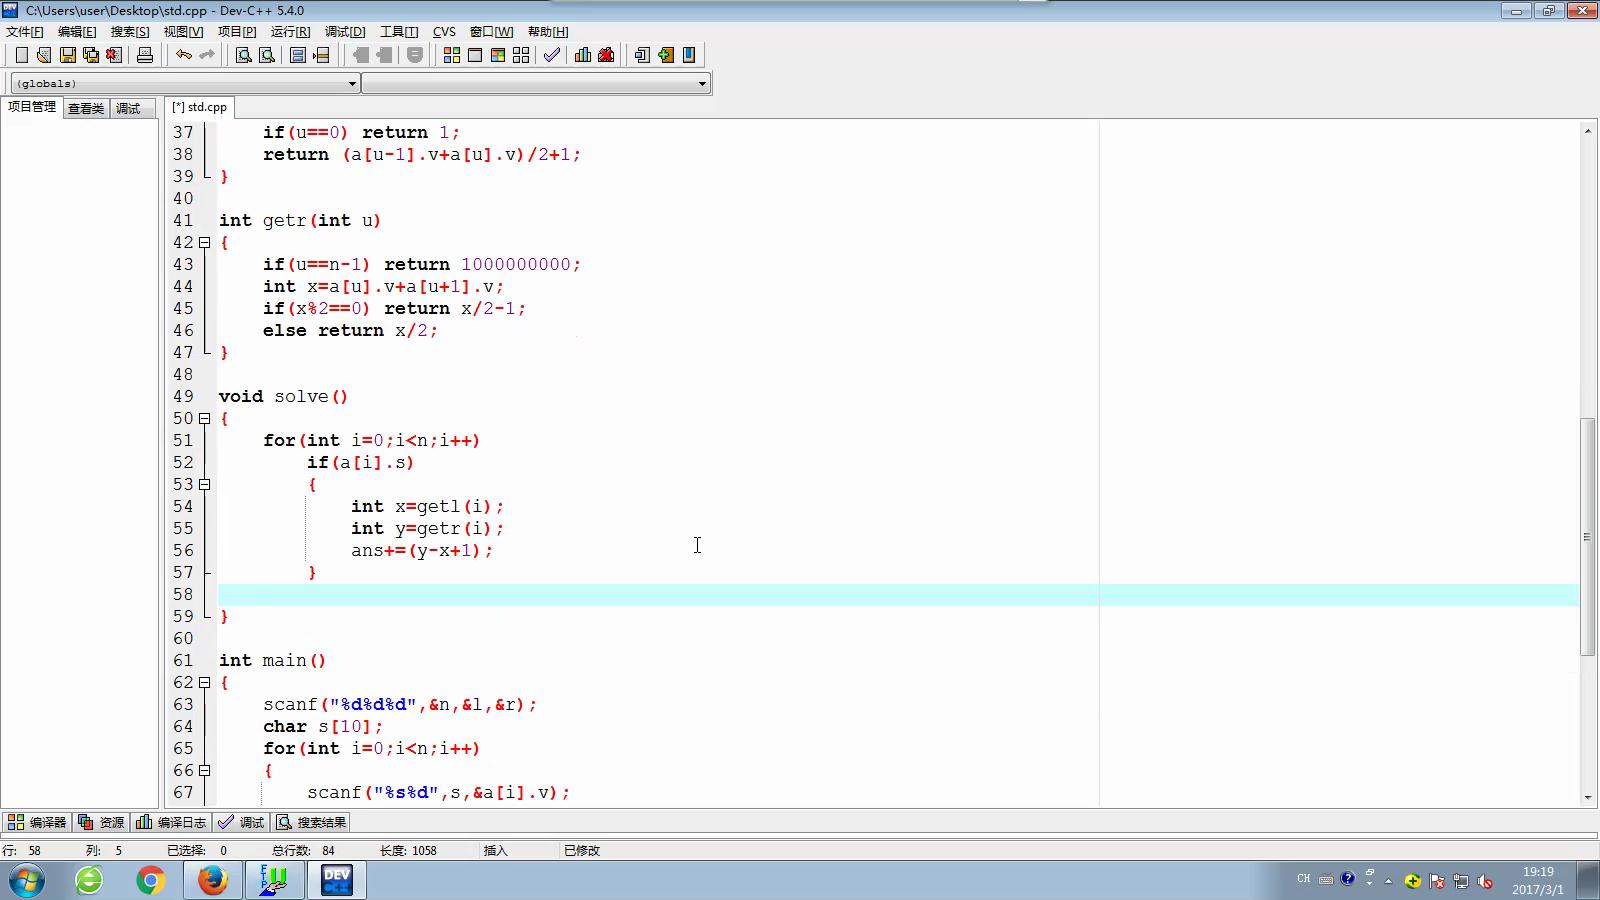 C:\Users\user\Desktop\std.cpp - Dev-C++ 5.4.0
文件[F] 编辑[E] 搜索[S] 视图[V] 项目[P] 运行[R] 调试[D] 工具[T] CVS 窗口[W] 帮助[H]
(globals)
项目管理 查看类 调试 [*] std.cpp
37 if(u==0) return 1;
38 return (a[u-1].v+a[u].v)/2+1;
39 }
40
41 int getr(int u)
42 {
43 if(u==n-1) return 1000000000;
44 int x=a[u].v+a[u+1].v;
45 if(x%2==0) return x/2-1;
46 else return x/2;
47 }
48
49 void solve()
50 {
51 for(int i=0;i<n;i++)
52 if(a[i].s)
53 {
54 int x=getl(i);
55 int y=getr(i);
56 ans+=(y-x+1);
57 }
58
59 }
60
61 int main()
62 {
63 scanf("%d%d%d",&n,&l,&r);
64 char s[10];
65 for(int i=0;i<n;i++)
66 {
67 scanf("%s%d",s,&a[i].v);
编译器 资源 编译日志 调试 搜索结果
行: 58 列: 5 已选择: 0 总行数: 84 长度: 1058 插入 已修改
FTP DEV C++ CH 19:19
2017/3/1